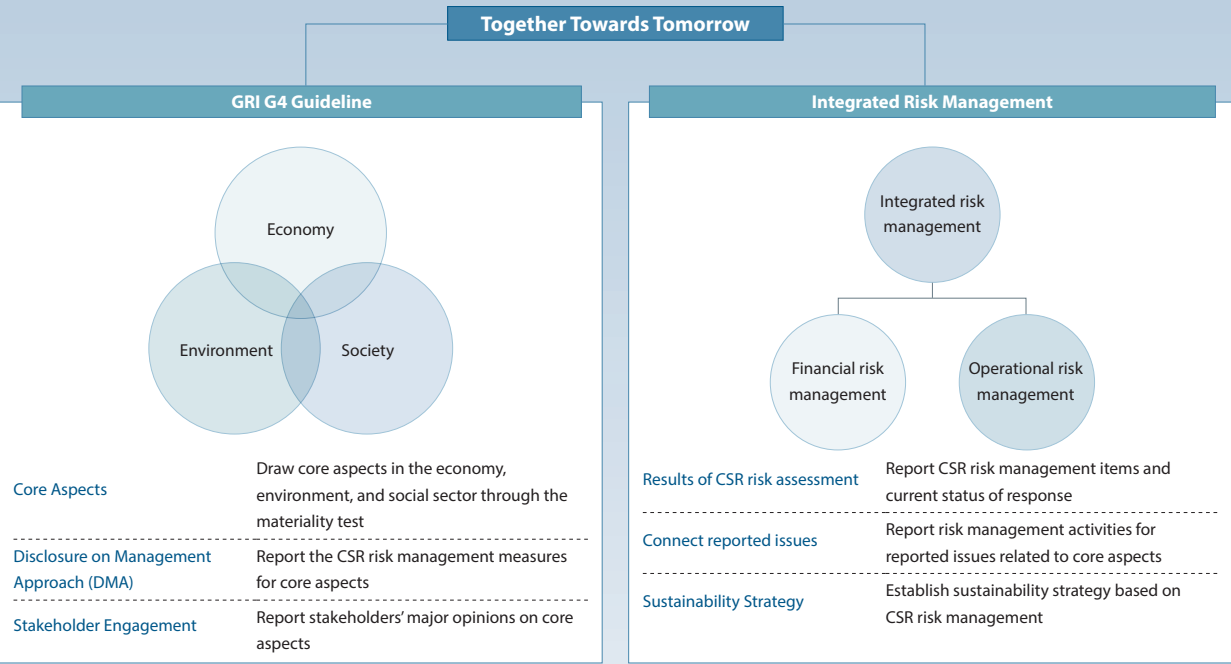 Together Towards Tomorrow
GRI G4 Guideline
Economy
Environment
Society
Core Aspects
Draw core aspects in the economy,
environment, and social sector through the
materiality test
Disclosure on Management
Approach (DMA)
Report the CSR risk management measures
for core aspects
Stakeholder Engagement
Report stakeholders' major opinions on core
aspects
Integrated Risk Management
Integrated risk
management
Financial risk
management
Operational risk
management
Results of CSR risk assessment
Report CSR risk management items and
current status of response
Connect reported issues
Report risk management activities for
reported issues related to core aspects
Sustainability Strategy
Establish sustainability strategy based on
CSR risk management